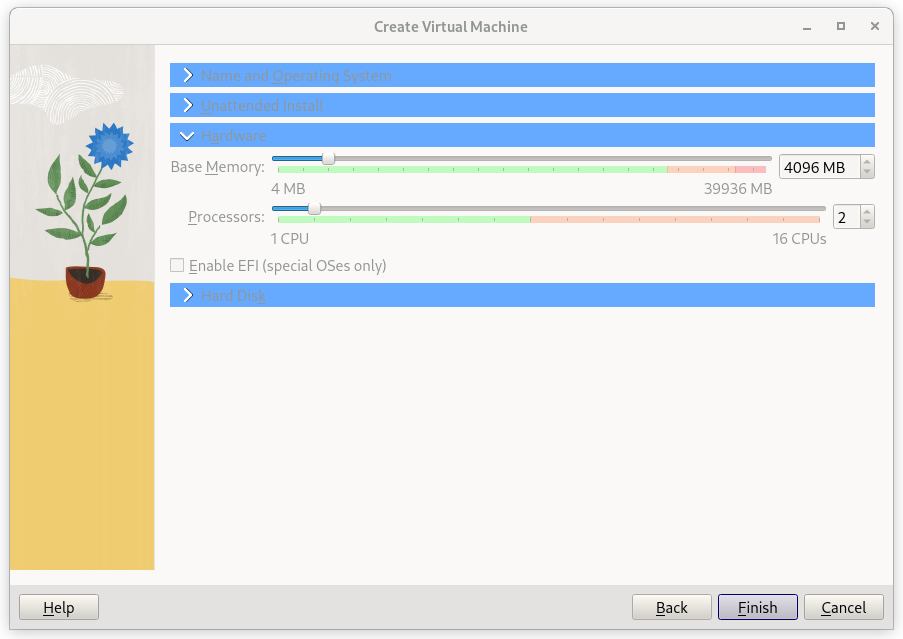 Create Virtual Machine
Name and Operating System
Unattended Install
Hardware
Base Memory: 4096 MB
4 MB 39936 MB
Processors: 2
1 CPU 16 CPUs
Enable EFI (special OSes only)
Hard Disk
Help Back Finish Cancel